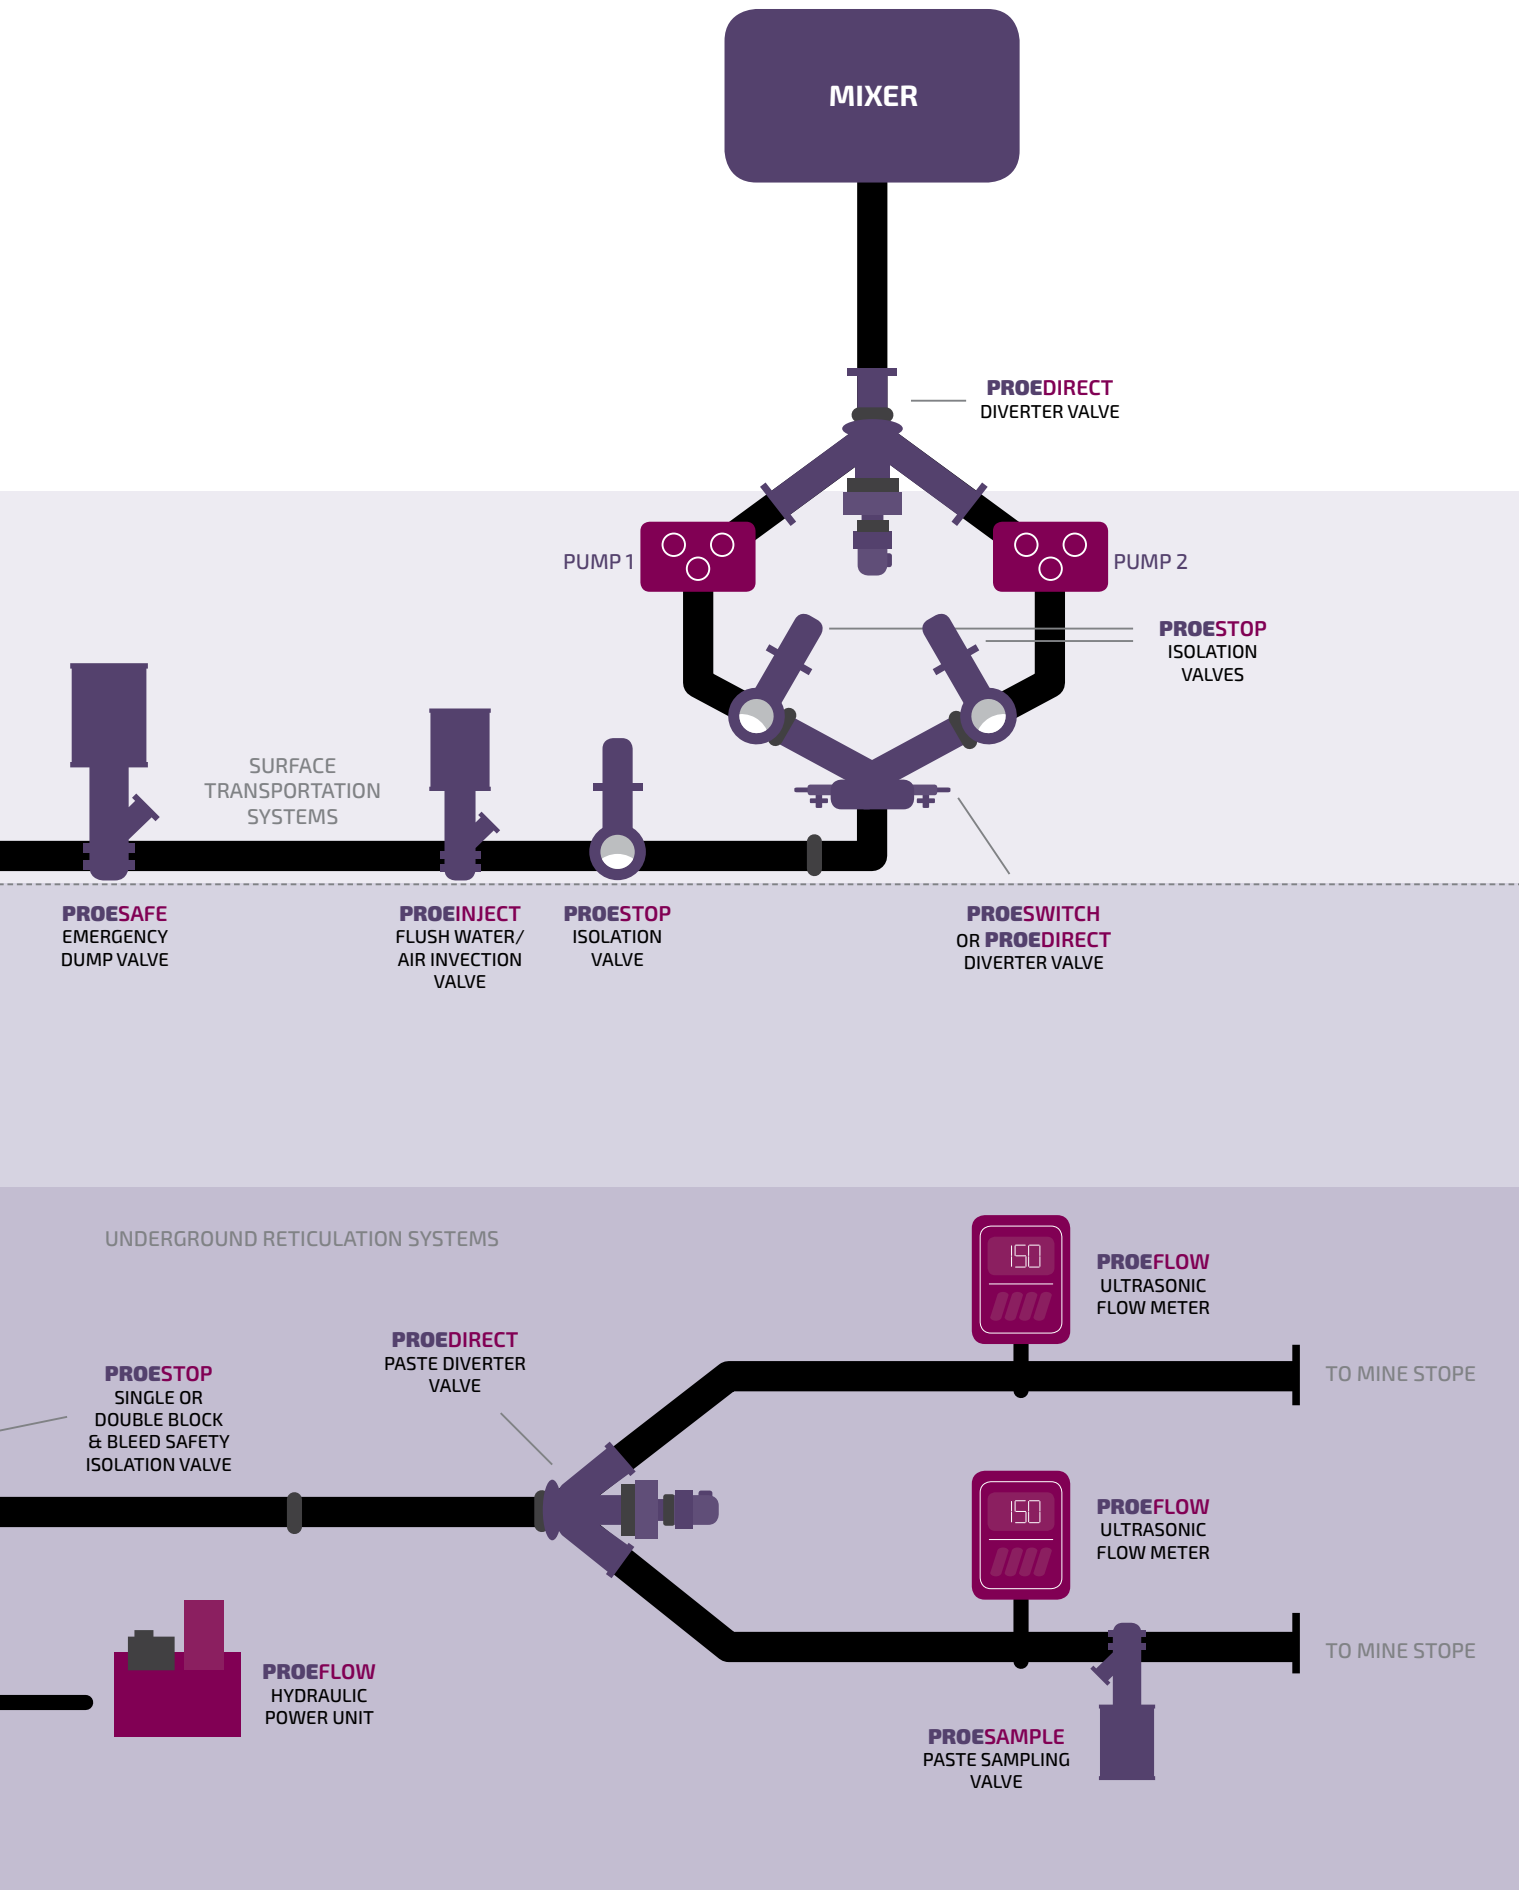 MIXER
PROEDIRECT
DIVERTER VALVE
PUMP 1
PUMP 2
PROESTOP
ISOLATION
VALVES
SURFACE
TRANSPORTATION
SYSTEMS
PROESAFE
EMERGENCY
DUMP VALVE
PROEINJECT
FLUSH WATER/
AIR INVECTION
VALVE
PROESTOP
ISOLATION
VALVE
PROESWITCH
OR PROEDIRECT
DIVERTER VALVE
UNDERGROUND RETICULATION SYSTEMS
150
PROEFLOW
ULTRASONIC
FLOW METER
PROEDIRECT
PASTE DIVERTER
VALVE
PROESTOP
SINGLE OR
DOUBLE BLOCK
& BLEED SAFETY
ISOLATION VALVE
TO MINE STOPE
150
PROEFLOW
ULTRASONIC
FLOW METER
TO MINE STOPE
PROEFLOW
HYDRAULIC
POWER UNIT
PROESAMPLE
PASTE SAMPLING
VALVE